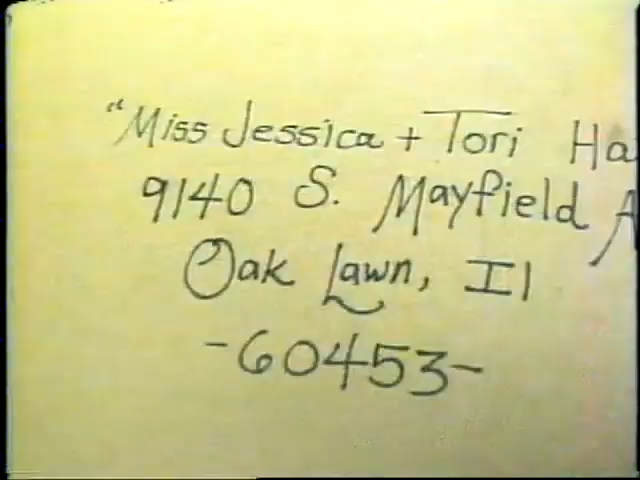 "Miss Jessica + Tori Ha
9140 S. Mayfield A
Oak Lawn, Il
-60453-